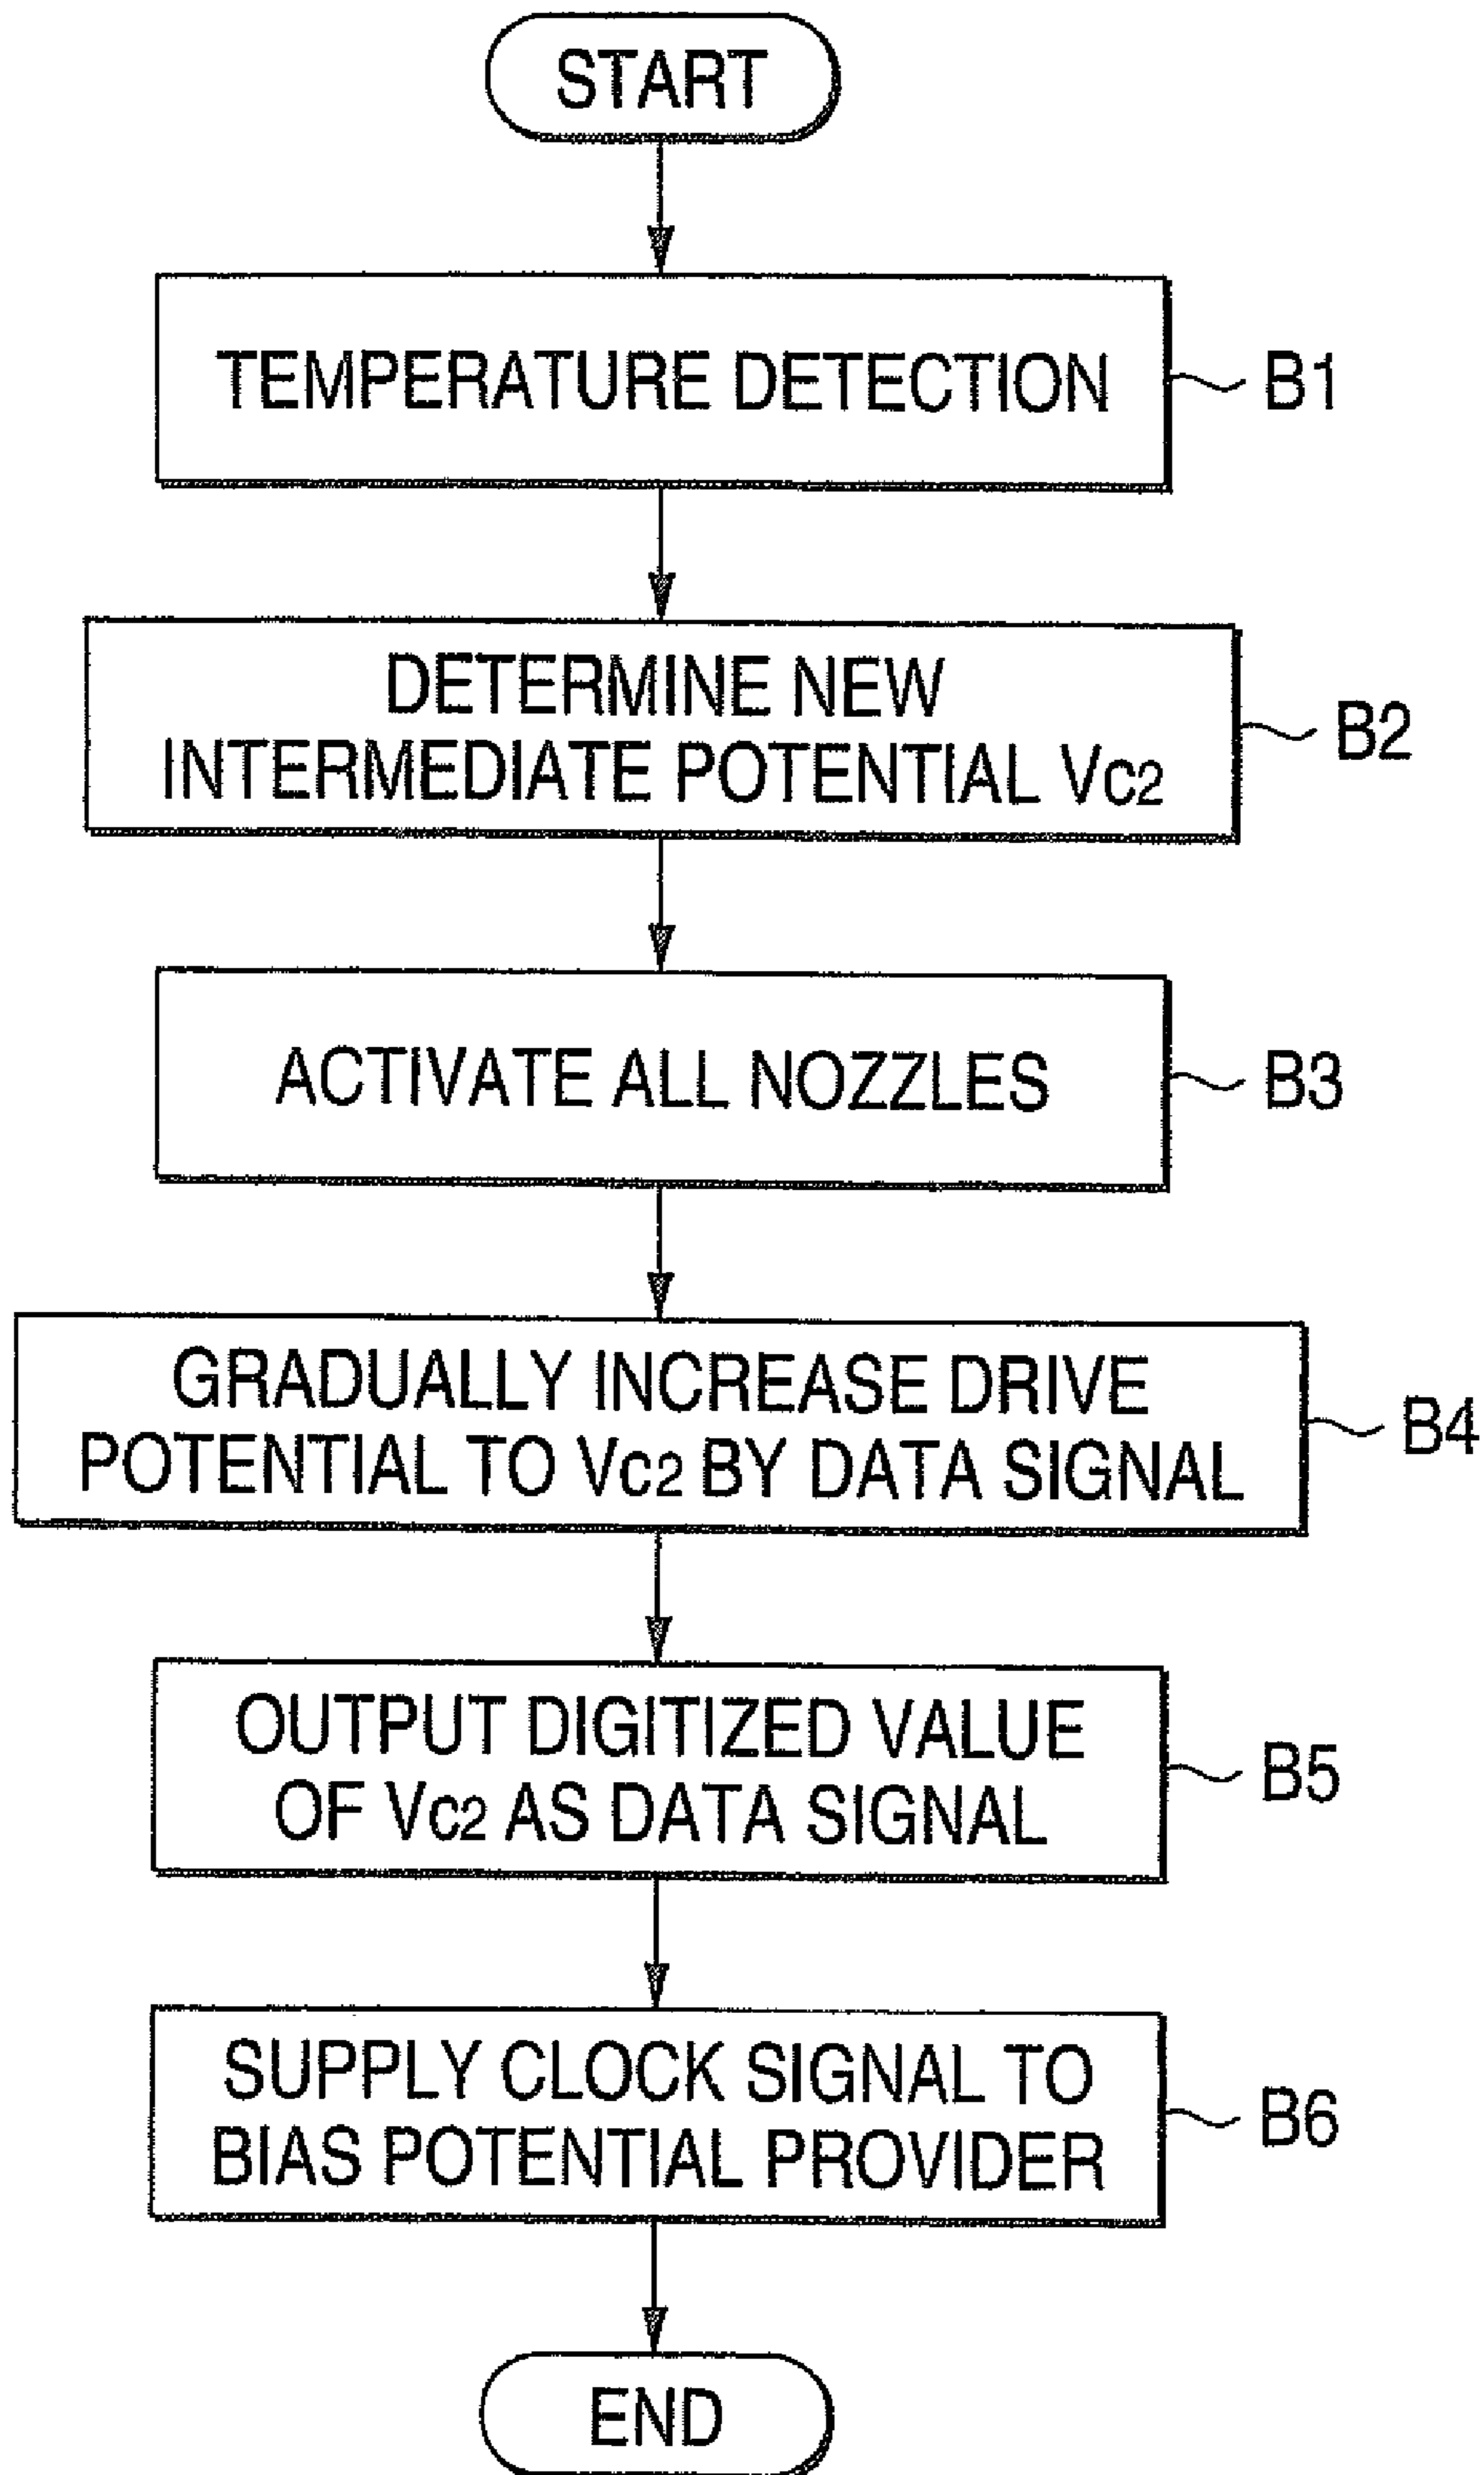 START
TEMPERATURE DETECTION
B1
DETERMINE NEW
INTERMEDIATE POTENTIAL Vc2
B2
ACTIVATE ALL NOZZLES
B3
GRADUALLY INCREASE DRIVE
POTENTIAL TO Vc2 BY DATA SIGNAL
B4
OUTPUT DIGITIZED VALUE
OF Vc2 AS DATA SIGNAL
B5
SUPPLY CLOCK SIGNAL TO
BIAS POTENTIAL PROVIDER
B6
END